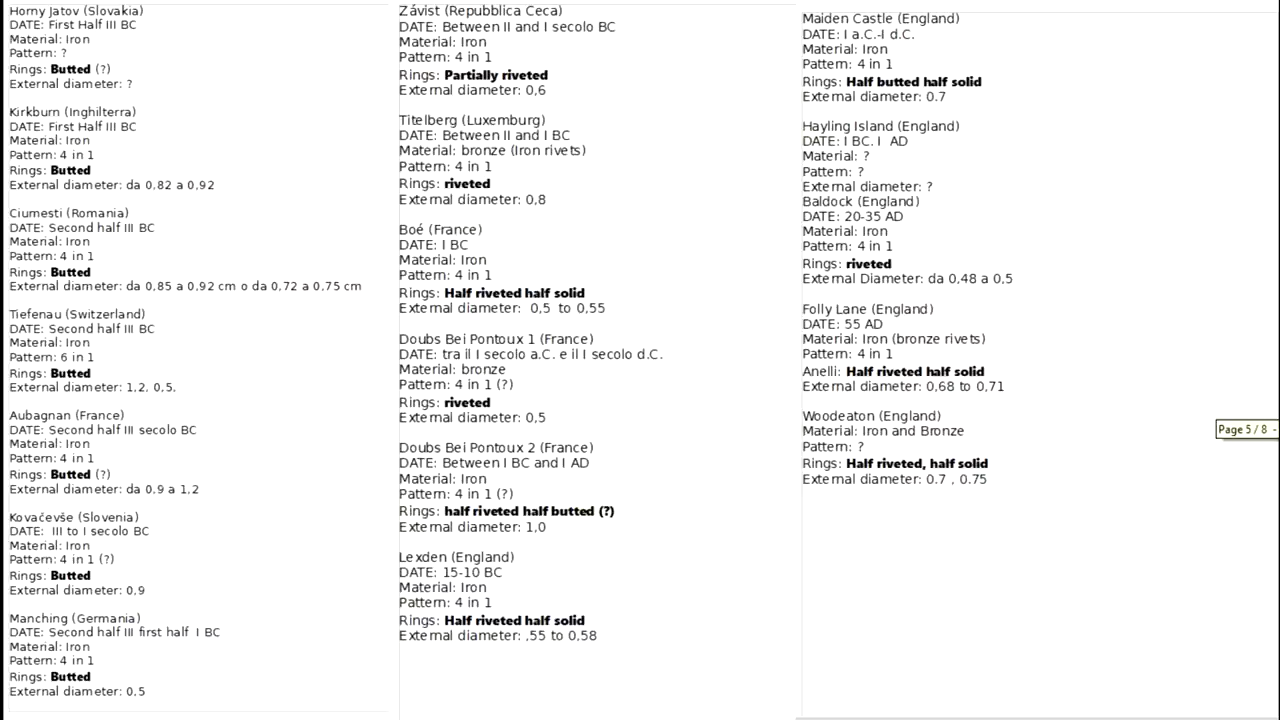 Horny Jatov (Slovakia)
DATE: First Half III BC
Material: Iron
Pattern: ?
Rings: Butted (?)
External diameter: ?
Kirkburn (Inghilterra)
DATE: First Half III BC
Material: Iron
Pattern: 4 in 1
Rings: Butted
External diameter: da 0,82 a 0,92
Ciumesti (Romania)
DATE: Second half III BC
Material: Iron
Pattern: 4 in 1
Rings: Butted
External diameter: da 0,85 a 0,92 cm o da 0,72 a 0,75 cm
Tiefenau (Switzerland)
DATE: Second half III BC
Material: Iron
Pattern: 6 in 1
Rings: Butted
External diameter: 1,2. 0,5.
Aubagnan (France)
DATE: Second half III secolo BC
Material: Iron
Pattern: 4 in 1
Rings: Butted (?)
External diameter: da 0.9 a 1,2
Kovačevše (Slovenia)
DATE: III to I secolo BC
Material: Iron
Pattern: 4 in 1 (?)
Rings: Butted
External diameter: 0.9
Manching (Germania)
DATE: Second half III first half I BC
Material: Iron
Pattern: 4 in 1
Rings: Butted
External diameter: 0,5
Závist (Repubblica Ceca)
DATE: Between II and I secolo BC
Material: Iron
Pattern: 4 in 1
Rings: Partially riveted
External diameter: 0,6
Titelberg (Luxemburg)
DATE: Between II and I BC
Material: bronze (Iron rivets)
Pattern: 4 in 1
Rings: riveted
External diameter: 0,8
Boé (France)
DATE: I BC
Material: Iron
Pattern: 4 in 1
Rings: Half riveted half solid
External diameter: 0,5 to 0,55
Doubs Bei Pontoux 1 (France)
DATE: tra il I secolo a.C. e il I secolo d.C.
Material: bronze
Pattern: 4 in 1 (?)
Rings: riveted
External diameter: 0,5
Doubs Bei Pontoux 2 (France)
DATE: Between I BC and I AD
Material: Iron
Pattern: 4 in 1 (?)
Rings: half riveted half butted (?)
External diameter: 1,0
Lexden (England)
DATE: 15-10 BC
Material: Iron
Pattern: 4 in 1
Rings: Half riveted half solid
External diameter: ,55 to 0,58
Maiden Castle (England)
DATE: I a.C.-I d.C.
Material: Iron
Pattern: 4 in 1
Rings: Half butted half solid
External diameter: 0.7
Hayling Island (England)
DATE: I BC. I AD
Material: ?
Pattern: ?
External diameter: ?
Baldock (England)
DATE: 20-35 AD
Material: Iron
Pattern: 4 in 1
Rings: riveted
External Diameter: da 0,48 a 0,5
Folly Lane (England)
DATE: 55 AD
Material: Iron (bronze rivets)
Pattern: 4 in 1
Anelli: Half riveted half solid
External diameter: 0,68 to 0,71
Woodeaton (England)
Material: Iron and Bronze
Pattern: ?
Rings: Half riveted, half solid
External diameter: 0.7 , 0.75
Page 5 / 8 -